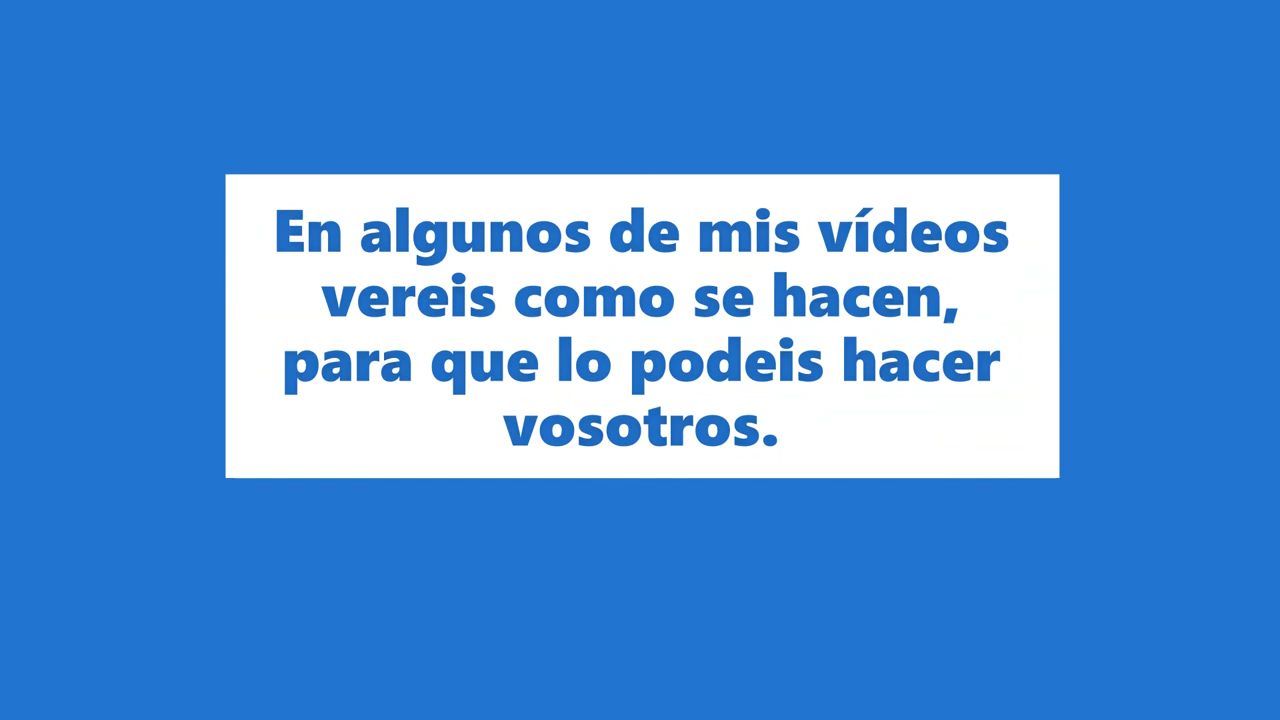 En algunos de mis vídeos
vereis como se hacen,
para que lo podeis hacer
vosotros.